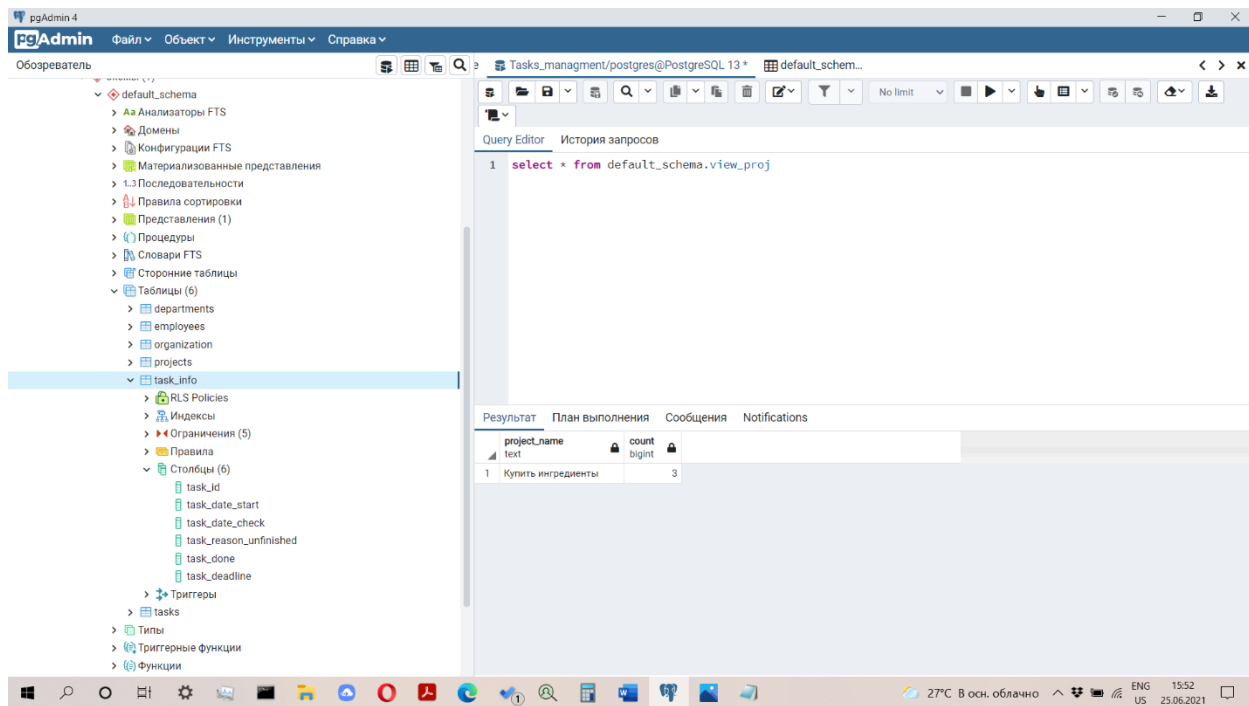 pgAdmin 4
pgAdmin Файл Объект Инструменты Справка
Обозреватель
Tasks_managment/postgres@PostgreSQL 13 *
default_schem...
default_schema
Аа Анализаторы FTS
Домены
Конфигурации FTS
Материализованные представления
1..3 Последовательности
Правила сортировки
Представления (1)
Процедуры
Словари FTS
Сторонние таблицы
Таблицы (6)
departments
employees
organization
projects
task_info
RLS Policies
Индексы
Ограничения (5)
Правила
Столбцы (6)
task_id
task_date_start
task_date_check
task_reason_unfinished
task_done
task_deadline
Триггеры
tasks
Типы
Триггерные функции
Функции
No limit
Query Editor История запросов
1 select * from default_schema.view_proj
Результат План выполнения Сообщения Notifications
project_name text
count bigint
1 Купить ингредиенты 3
27°C В осн. облачно
ENG US
15:52
25.06.2021